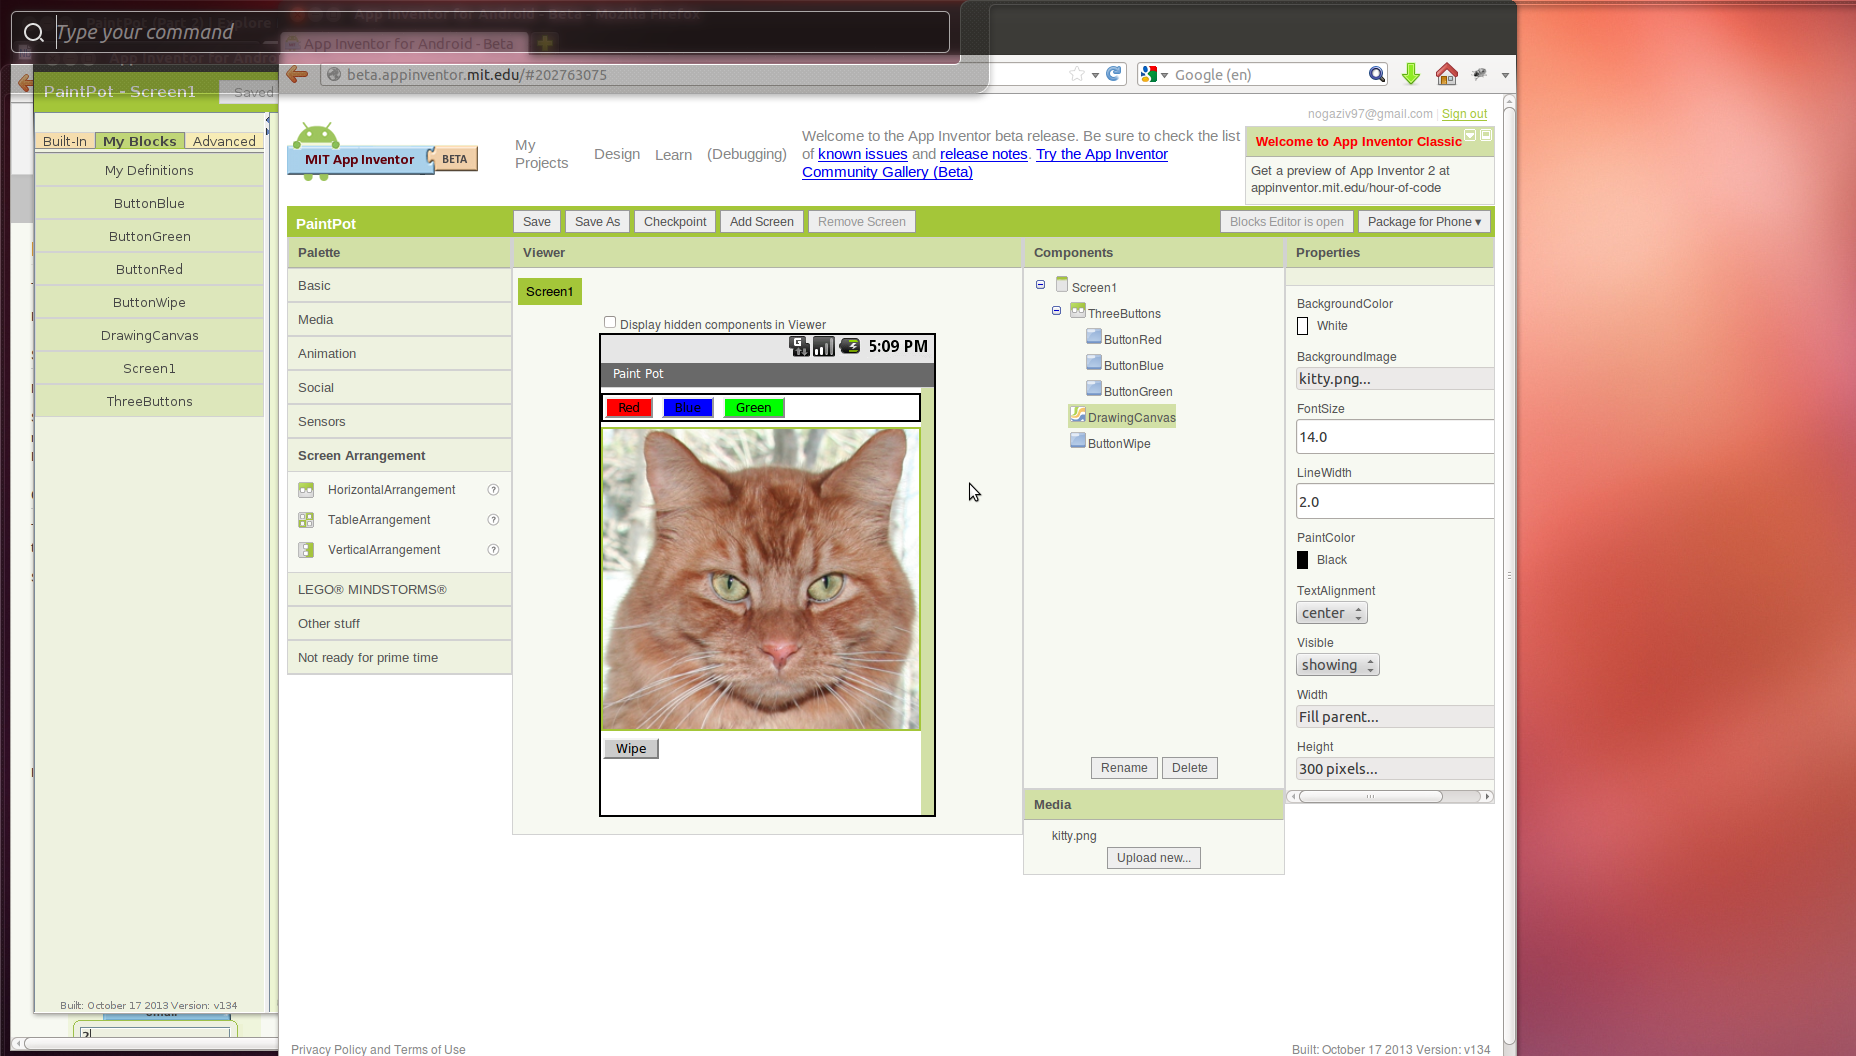 Type your command
PaintPot (Part 2) | Explore
App Inventor for Android - Beta - Mozilla Firefox
App Inventor for Android - Beta
beta.appinventor.mit.edu/#202763075
Google (en)
PaintPot - Screen1
Saved
Built-In
My Blocks
Advanced
My Definitions
ButtonBlue
ButtonGreen
ButtonRed
ButtonWipe
DrawingCanvas
Screen1
ThreeButtons
Built: October 17 2013 Version: v134
nogaziv97@gmail.com | Sign out
MIT App Inventor
BETA
My Projects
Design
Learn
(Debugging)
Welcome to the App Inventor beta release. Be sure to check the list
of known issues and release notes. Try the App Inventor
Community Gallery (Beta)
Welcome to App Inventor Classic
Get a preview of App Inventor 2 at
appinventor.mit.edu/hour-of-code
PaintPot
Save
Save As
Checkpoint
Add Screen
Remove Screen
Blocks Editor is open
Package for Phone ▾
Palette
Basic
Media
Animation
Social
Sensors
Screen Arrangement
HorizontalArrangement ?
TableArrangement ?
VerticalArrangement ?
LEGO® MINDSTORMS®
Other stuff
Not ready for prime time
Viewer
Screen1
Display hidden components in Viewer
5:09 PM
Paint Pot
Red
Blue
Green
Wipe
Components
Screen1
ThreeButtons
ButtonRed
ButtonBlue
ButtonGreen
DrawingCanvas
ButtonWipe
Rename
Delete
Media
kitty.png
Upload new...
Properties
BackgroundColor
White
BackgroundImage
kitty.png...
FontSize
14.0
LineWidth
2.0
PaintColor
Black
TextAlignment
center
Visible
showing
Width
Fill parent...
Height
300 pixels...
Privacy Policy and Terms of Use
Built: October 17 2013 Version: v134